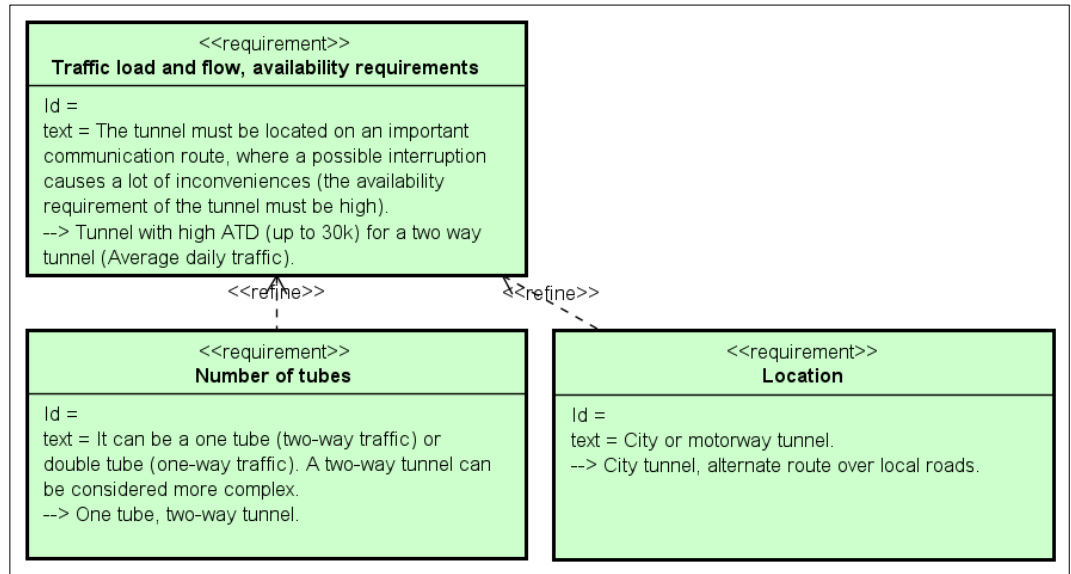 <<requirement>>
Traffic load and flow, availability requirements
Id =
text = The tunnel must be located on an important
communication route, where a possible interruption
causes a lot of inconveniences (the availability
requirement of the tunnel must be high).
--> Tunnel with high ATD (up to 30k) for a two way
tunnel (Average daily traffic).
<<refine>>
<<refine>>
<<requirement>>
Number of tubes
Id =
text = It can be a one tube (two-way traffic) or
double tube (one-way traffic). A two-way tunnel can
be considered more complex.
--> One tube, two-way tunnel.
<<requirement>>
Location
Id =
text = City or motorway tunnel.
--> City tunnel, alternate route over local roads.